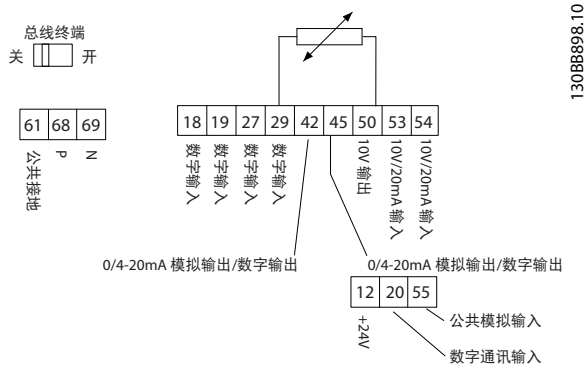 130BB898.10
总线终端
关 开
61 68 69
公共接地
P
N
18 19 27 29 42 45 50 53 54
数字输入
数字输入
数字输入
数字输入
10V 输出
10V/20mA 输入
10V/20mA 输入
0/4-20mA 模拟输出/数字输出
0/4-20mA 模拟输出/数字输出
12 20 55
+24V
公共模拟输入
数字通讯输入